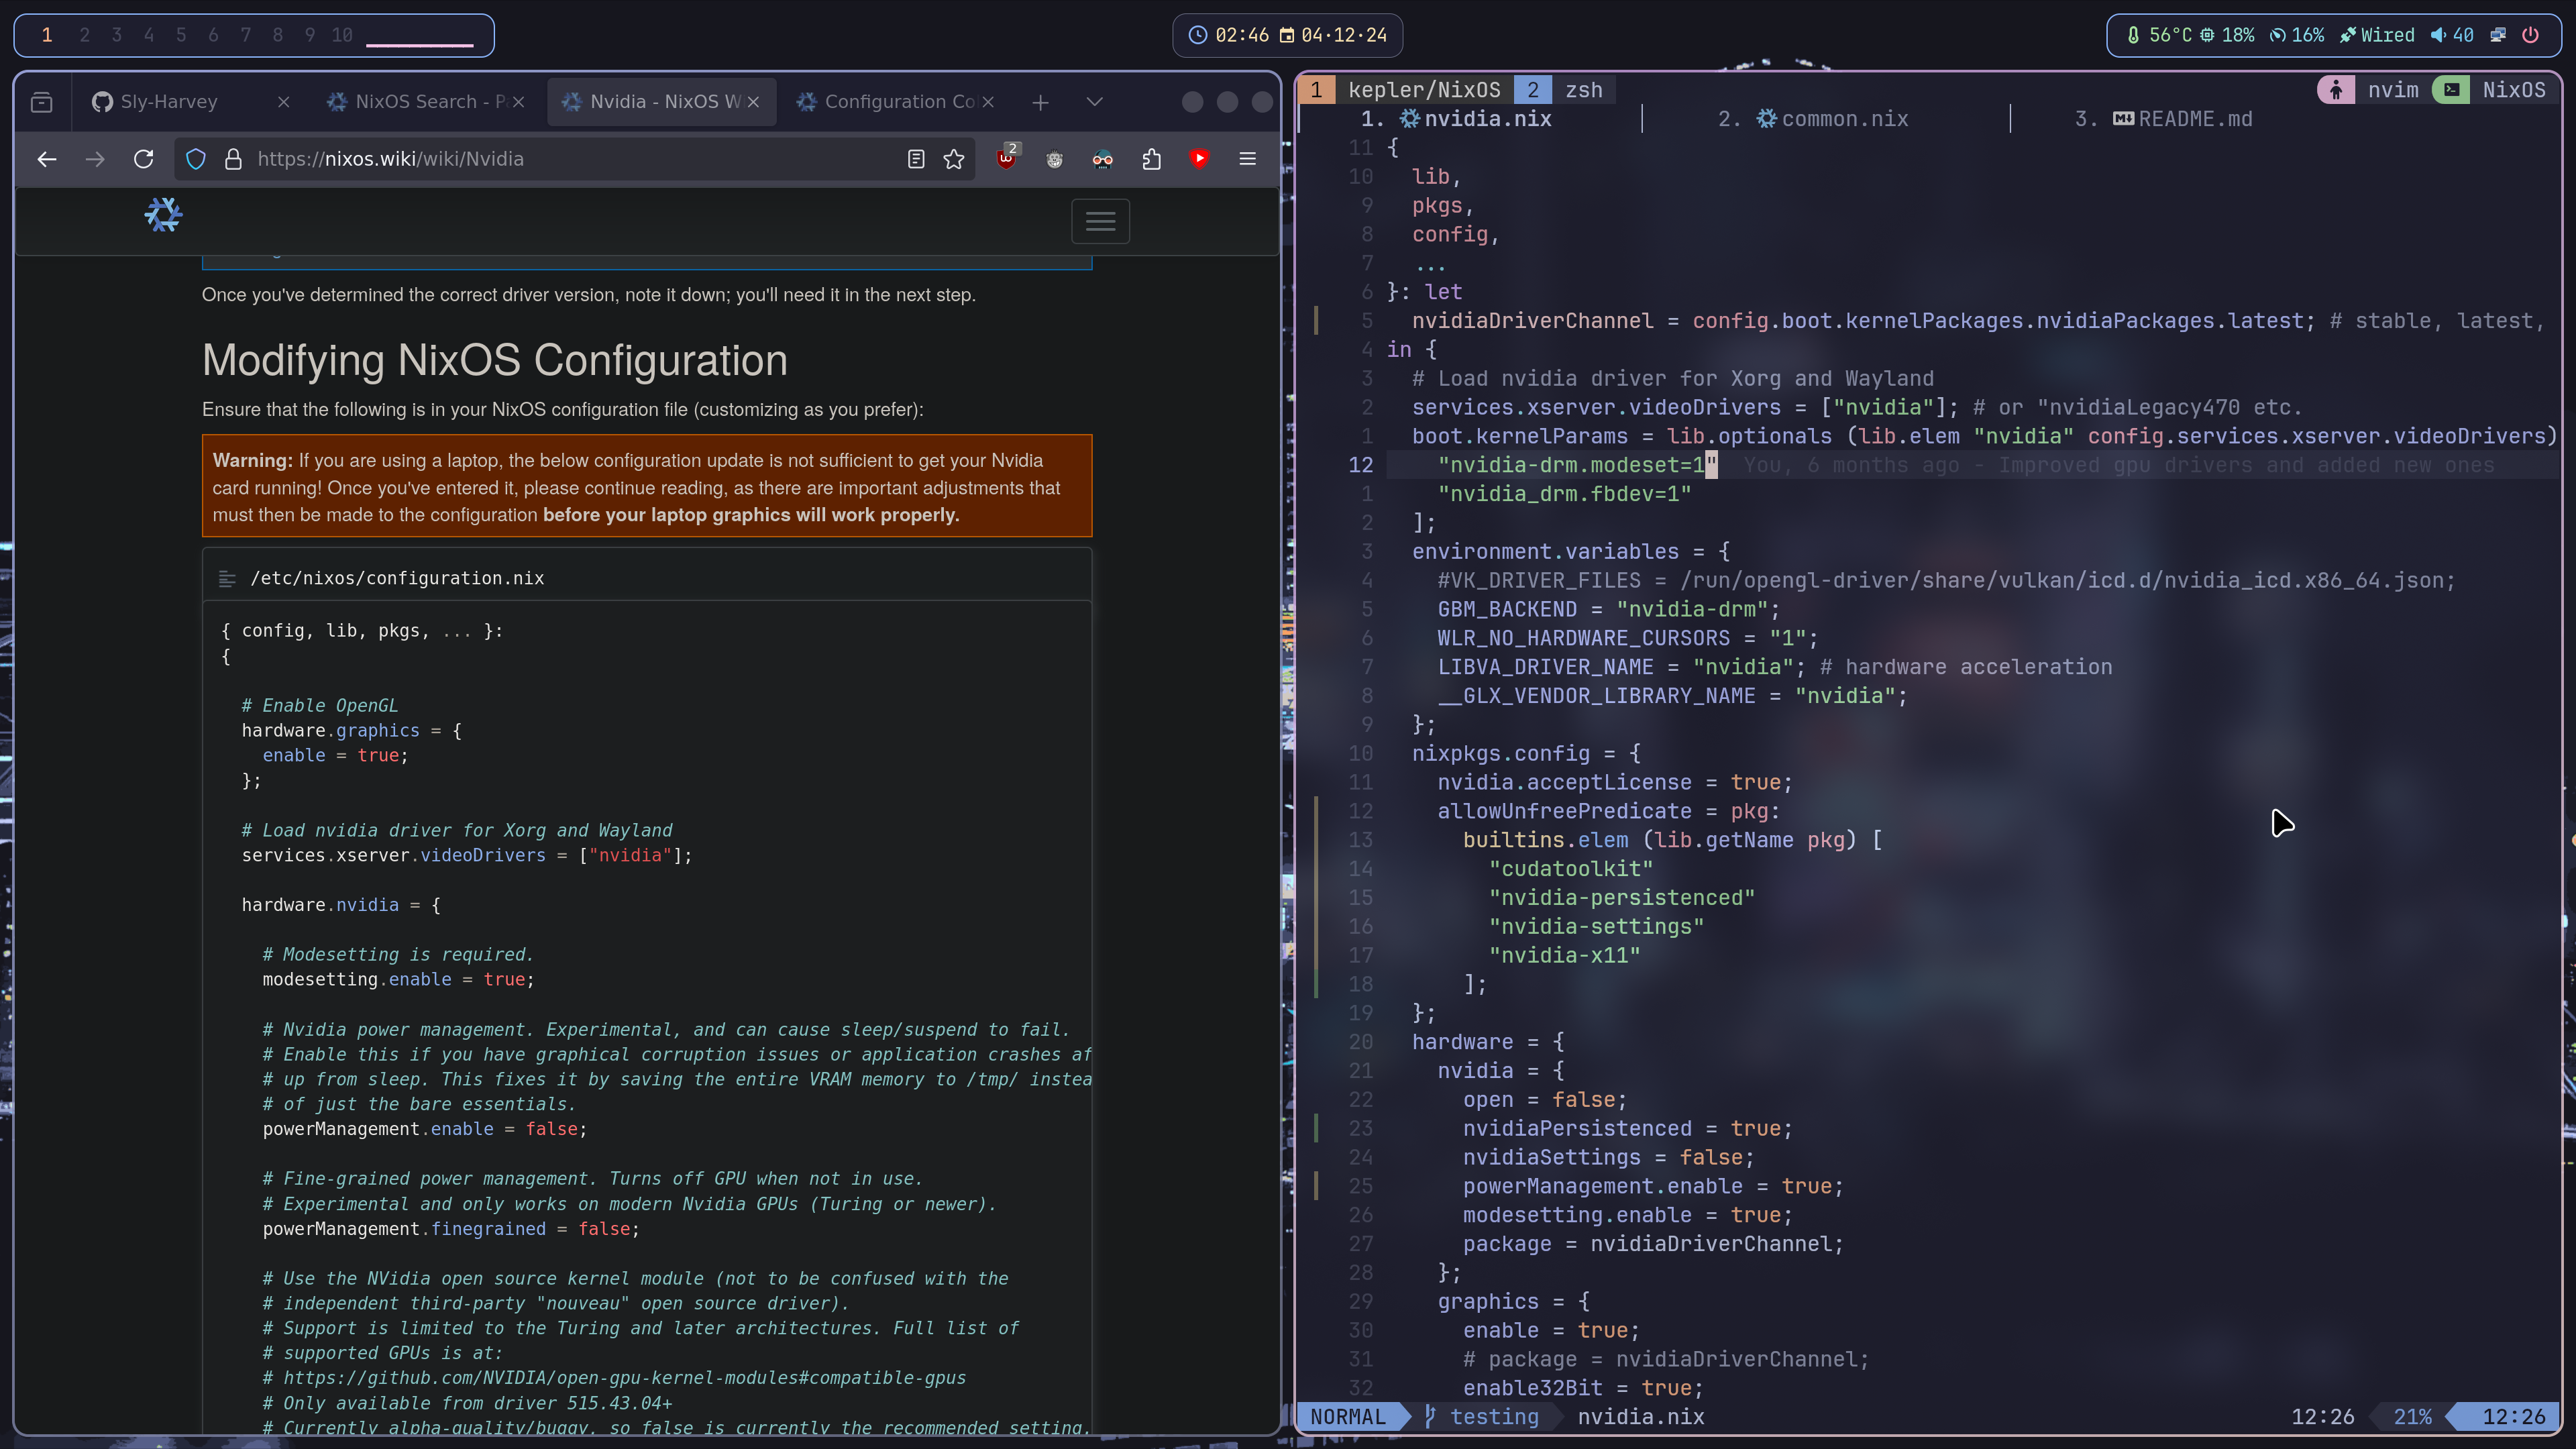 1 2 3 4 5 6 7 8 9 10
02:46 04·12·24
56°C 18% 16% Wired 40
Sly-Harvey
NixOS Search - P
Nvidia - NixOS W
Configuration Co
https://nixos.wiki/wiki/Nvidia
2
Once you've determined the correct driver version, note it down; you'll need it in the next step.
Modifying NixOS Configuration
Ensure that the following is in your NixOS configuration file (customizing as you prefer):
Warning: If you are using a laptop, the below configuration update is not sufficient to get your Nvidia
card running! Once you've entered it, please continue reading, as there are important adjustments that
must then be made to the configuration before your laptop graphics will work properly.
/etc/nixos/configuration.nix
{ config, lib, pkgs, ... }:
{
# Enable OpenGL
hardware.graphics = {
enable = true;
};
# Load nvidia driver for Xorg and Wayland
services.xserver.videoDrivers = ["nvidia"];
hardware.nvidia = {
# Modesetting is required.
modesetting.enable = true;
# Nvidia power management. Experimental, and can cause sleep/suspend to fail.
# Enable this if you have graphical corruption issues or application crashes af
# up from sleep. This fixes it by saving the entire VRAM memory to /tmp/ instea
# of just the bare essentials.
powerManagement.enable = false;
# Fine-grained power management. Turns off GPU when not in use.
# Experimental and only works on modern Nvidia GPUs (Turing or newer).
powerManagement.finegrained = false;
# Use the NVidia open source kernel module (not to be confused with the
# independent third-party "nouveau" open source driver).
# Support is limited to the Turing and later architectures. Full list of
# supported GPUs is at:
# https://github.com/NVIDIA/open-gpu-kernel-modules#compatible-gpus
# Only available from driver 515.43.04+
# Currently alpha-quality/buggy, so false is currently the recommended setting.
1 kepler/NixOS 2 zsh nvim NixOS
1. nvidia.nix 2. common.nix 3. README.md
11 {
10 lib,
9 pkgs,
8 config,
7 ...
6 }: let
5 nvidiaDriverChannel = config.boot.kernelPackages.nvidiaPackages.latest; # stable, latest,
4 in {
3 # Load nvidia driver for Xorg and Wayland
2 services.xserver.videoDrivers = ["nvidia"]; # or "nvidiaLegacy470 etc.
1 boot.kernelParams = lib.optionals (lib.elem "nvidia" config.services.xserver.videoDrivers)
12 "nvidia-drm.modeset=1" You, 6 months ago - Improved gpu drivers and added new ones
1 "nvidia_drm.fbdev=1"
2 ];
3 environment.variables = {
4 #VK_DRIVER_FILES = /run/opengl-driver/share/vulkan/icd.d/nvidia_icd.x86_64.json;
5 GBM_BACKEND = "nvidia-drm";
6 WLR_NO_HARDWARE_CURSORS = "1";
7 LIBVA_DRIVER_NAME = "nvidia"; # hardware acceleration
8 __GLX_VENDOR_LIBRARY_NAME = "nvidia";
9 };
10 nixpkgs.config = {
11 nvidia.acceptLicense = true;
12 allowUnfreePredicate = pkg:
13 builtins.elem (lib.getName pkg) [
14 "cudatoolkit"
15 "nvidia-persistenced"
16 "nvidia-settings"
17 "nvidia-x11"
18 ];
19 };
20 hardware = {
21 nvidia = {
22 open = false;
23 nvidiaPersistenced = true;
24 nvidiaSettings = false;
25 powerManagement.enable = true;
26 modesetting.enable = true;
27 package = nvidiaDriverChannel;
28 };
29 graphics = {
30 enable = true;
31 # package = nvidiaDriverChannel;
32 enable32Bit = true;
NORMAL testing nvidia.nix 12:26 21% 12:26